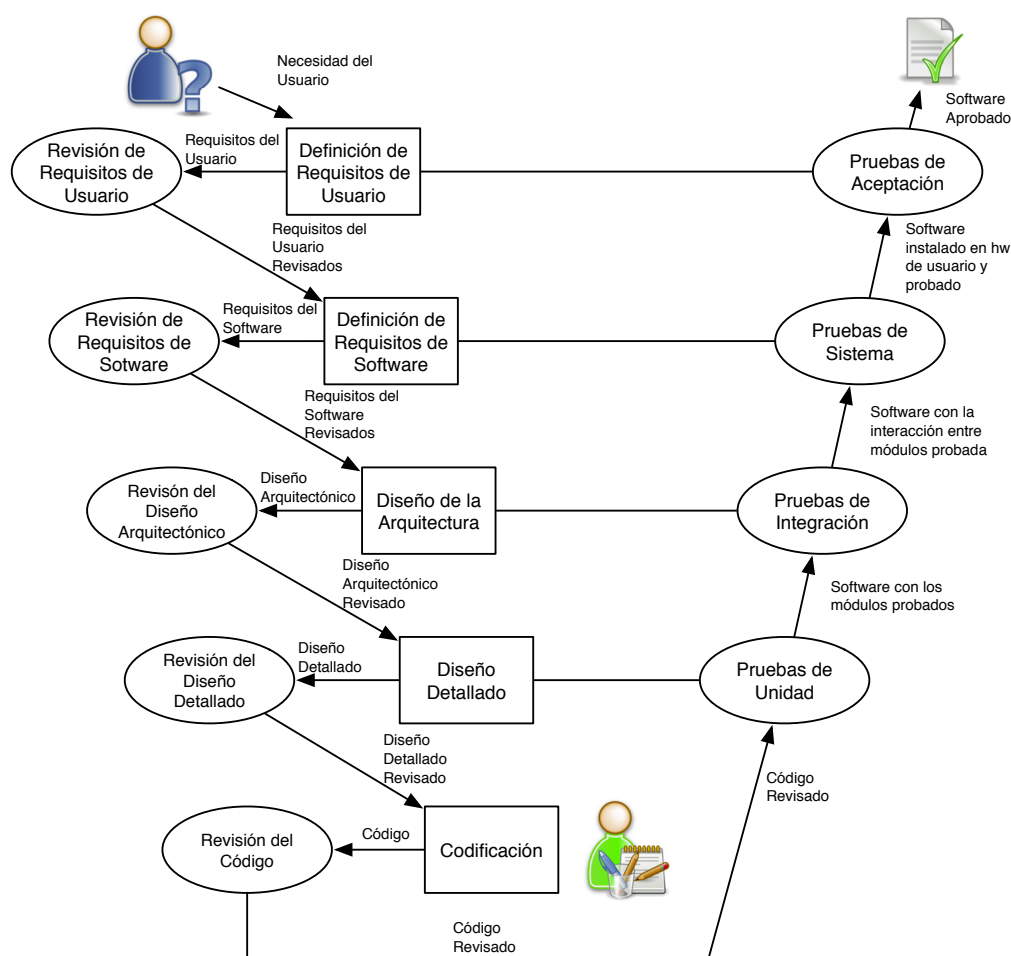 Necesidad del
Usuario
Software
Aprobado
Revisión de
Requisitos de
Usuario
Requisitos del
Usuario
Definición de
Requisitos de
Usuario
Pruebas de
Aceptación
Requisitos del
Usuario
Revisados
Software
instalado en hw
de usuario y
probado
Revisión de
Requisitos de
Sotware
Requisitos del
Software
Definición de
Requisitos de
Software
Pruebas de
Sistema
Requisitos del
Software
Revisados
Software con la
interacción entre
módulos probada
Revisón del
Diseño
Arquitectónico
Diseño
Arquitectónico
Diseño de la
Arquitectura
Pruebas de
Integración
Diseño
Arquitectónico
Revisado
Software con los
módulos probados
Revisión del
Diseño
Detallado
Diseño
Detallado
Diseño
Detallado
Pruebas de
Unidad
Diseño
Detallado
Revisado
Código
Revisado
Revisión del
Código
Código
Codificación
Código
Revisado